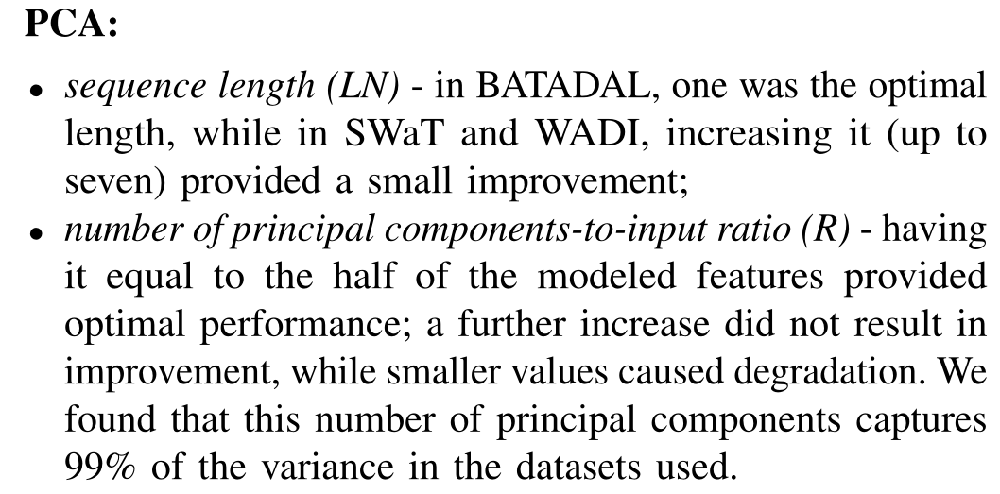 PCA:
• sequence length (LN) - in BATADAL, one was the optimal
length, while in SWaT and WADI, increasing it (up to
seven) provided a small improvement;
• number of principal components-to-input ratio (R) - having
it equal to the half of the modeled features provided
optimal performance; a further increase did not result in
improvement, while smaller values caused degradation. We
found that this number of principal components captures
99% of the variance in the datasets used.